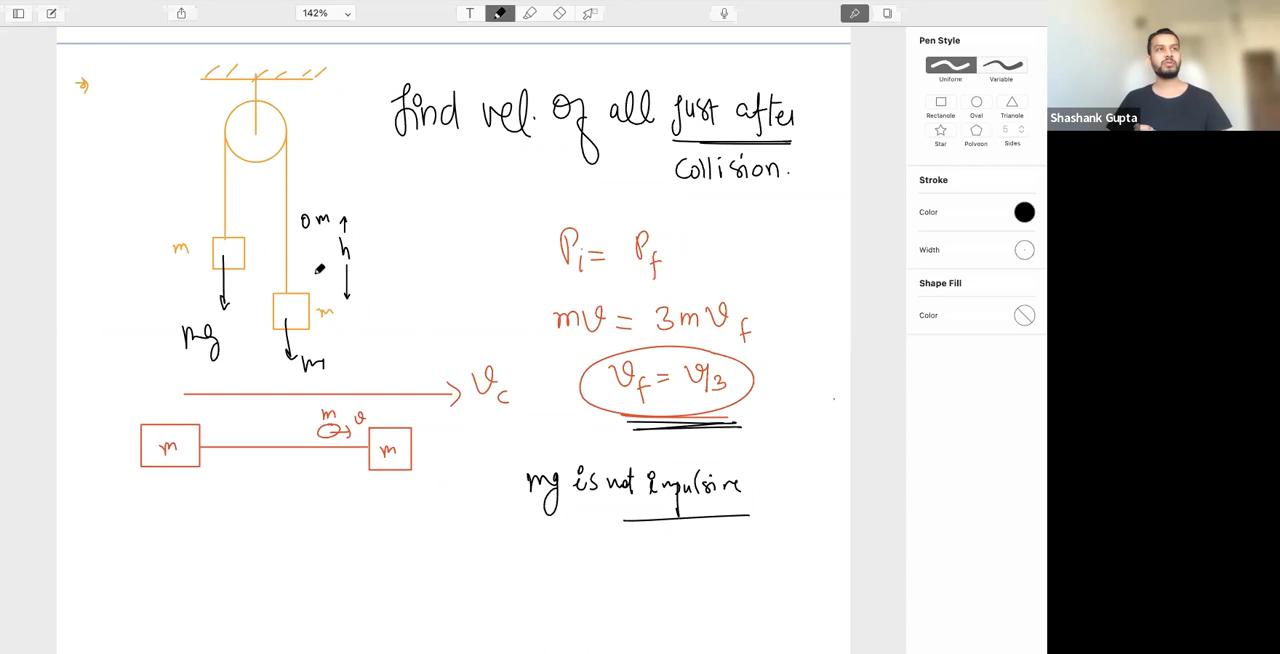 142%
T
Pen Style
Uniform
Variable
Rectangle
Oval
Triangle
Star
Polygon
5
Sides
Stroke
Color
Width
Shape Fill
Color
Shashank Gupta
find vel. of all just after
collision.
m
0 m
h
m
mg
m
Pi = Pf
mv = 3mvf
vf = v/3
vc
m
v
m
m
mg is not impulsive